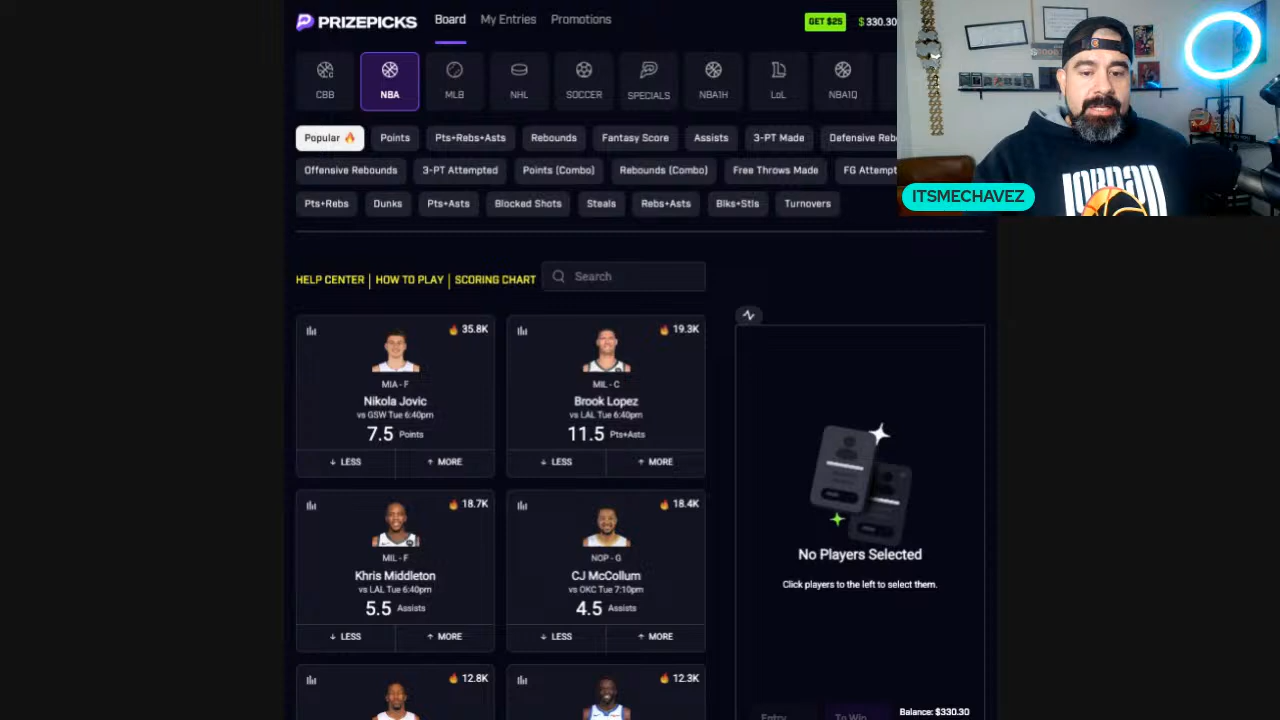 PRIZEPICKS
Board
My Entries
Promotions
GET $25
$ 330.30
CBB
NBA
MLB
NHL
SOCCER
SPECIALS
NBA1H
LoL
NBA1Q
Popular 🔥
Points
Pts+Rebs+Asts
Rebounds
Fantasy Score
Assists
3-PT Made
Defensive Reb
Offensive Rebounds
3-PT Attempted
Points (Combo)
Rebounds (Combo)
Free Throws Made
FG Attempt
Pts+Rebs
Dunks
Pts+Asts
Blocked Shots
Steals
Rebs+Asts
Blks+Stls
Turnovers
JORDAN
ITSMECHAVEZ
HELP CENTER | HOW TO PLAY | SCORING CHART
Search
35.8K
MIA - F
Nikola Jovic
vs GSW Tue 6:40pm
7.5 Points
↓ LESS
↑ MORE
19.3K
MIL - C
Brook Lopez
vs LAL Tue 6:40pm
11.5 Pts+Asts
↓ LESS
↑ MORE
18.7K
MIL - F
Khris Middleton
vs LAL Tue 6:40pm
5.5 Assists
↓ LESS
↑ MORE
18.4K
NOP - G
CJ McCollum
vs OKC Tue 7:10pm
4.5 Assists
↓ LESS
↑ MORE
12.8K
12.3K
No Players Selected
Click players to the left to select them.
Entry
To Win
Balance: $330.30